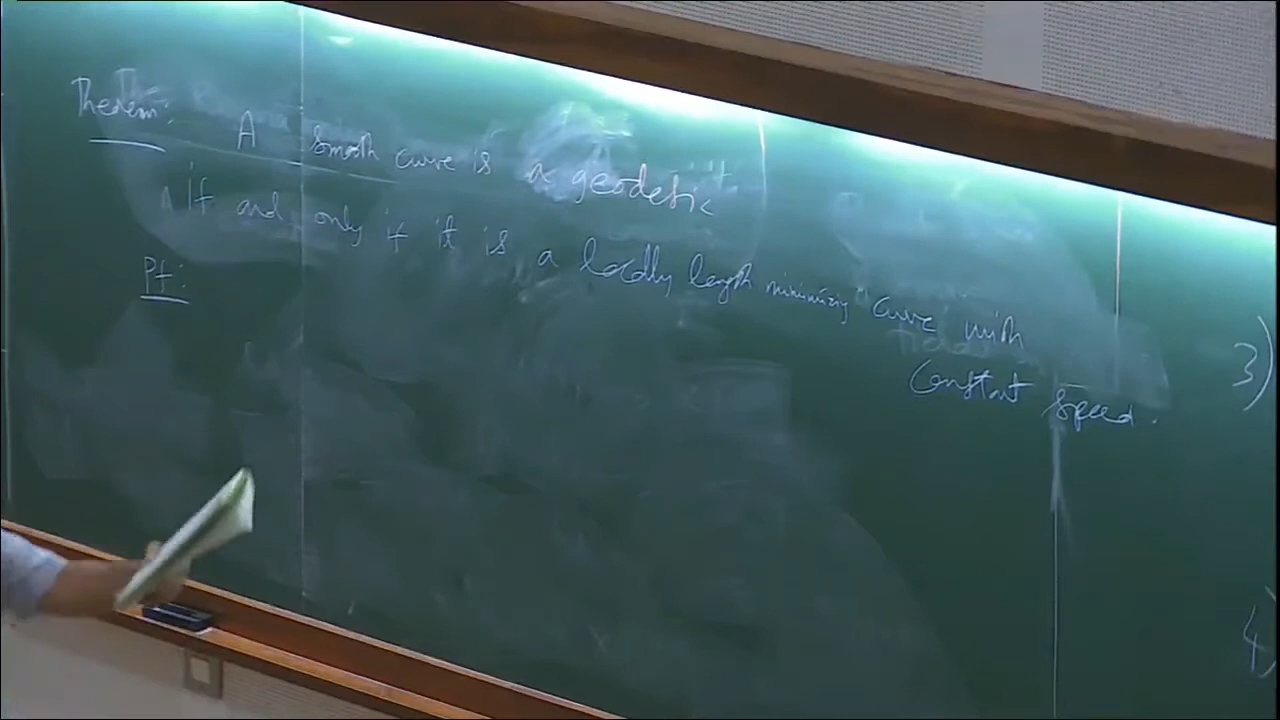 Theorem: A smooth curve is a geodesic
if and only if it is a locally length minimizing curve with
constant speed.
Pf:
3)
4)